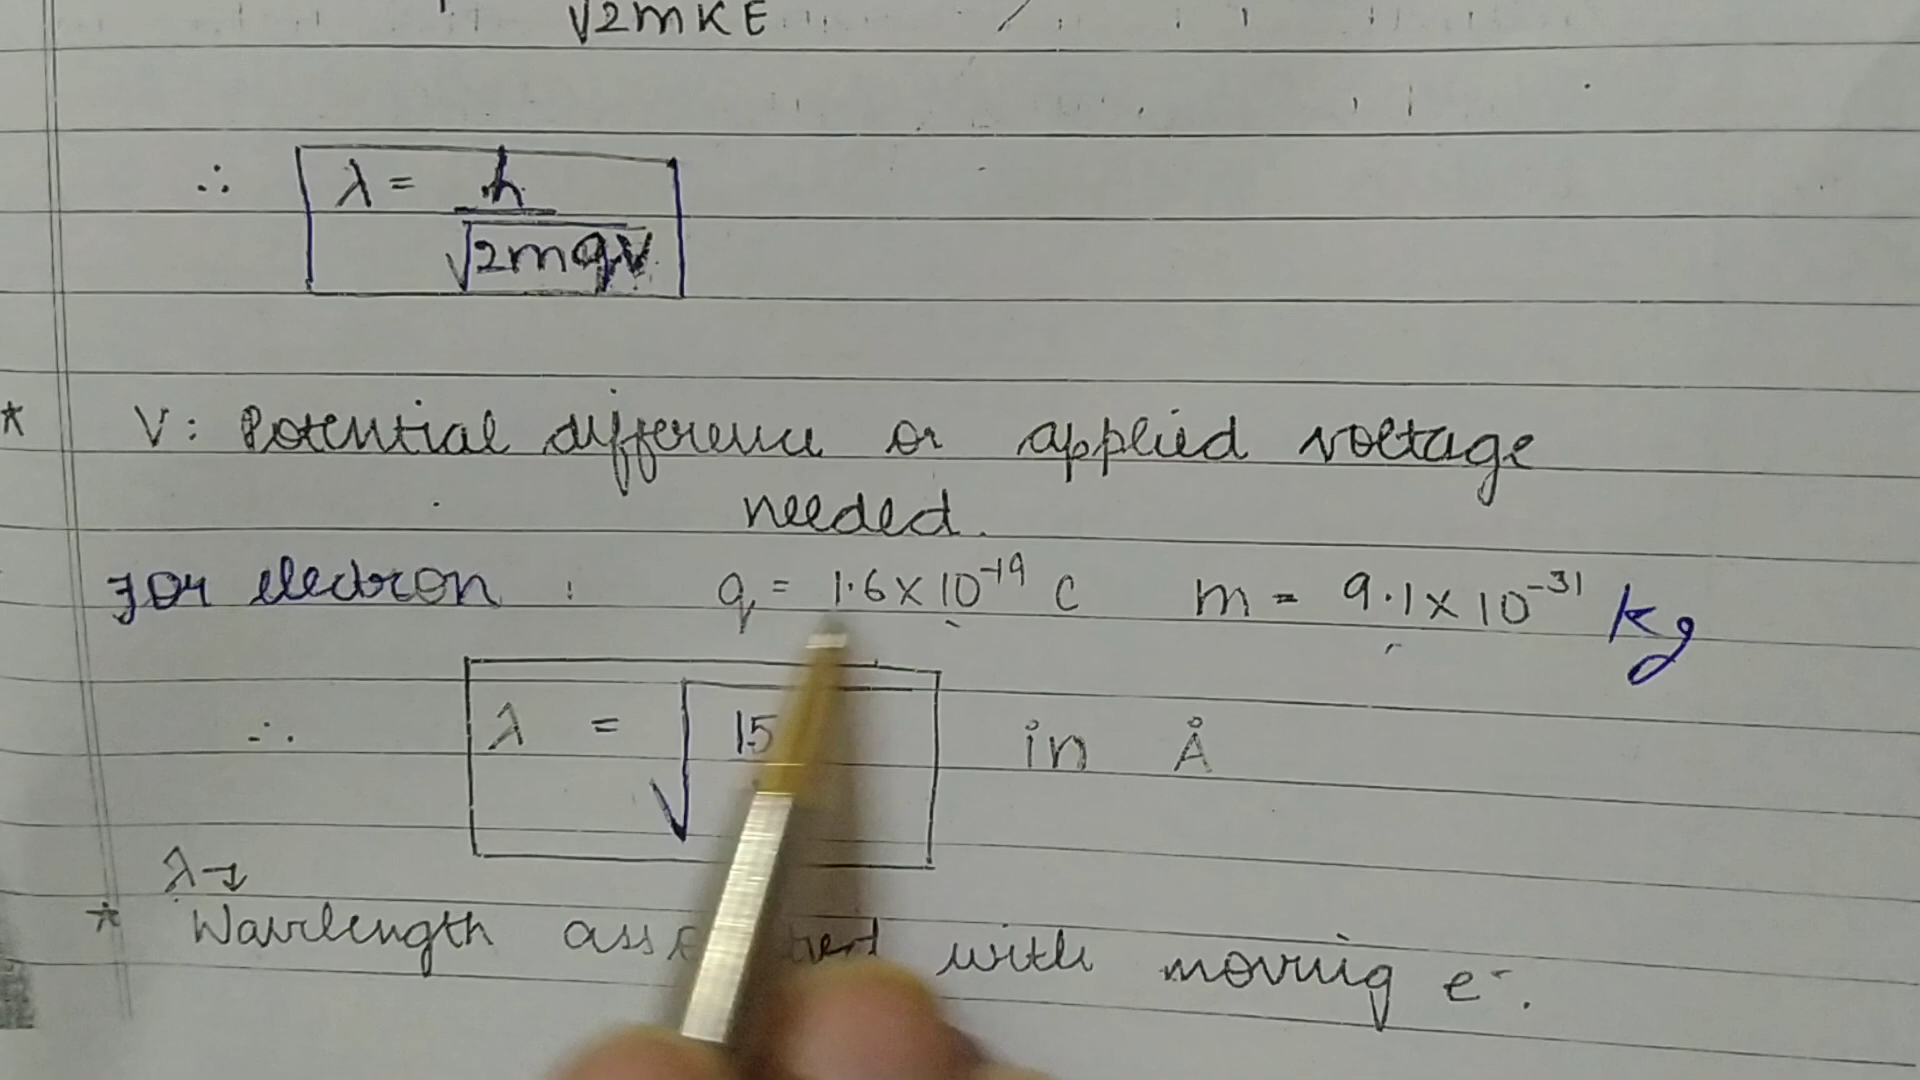 √2mKE
∴ λ = h
√2mqV
* V: Potential difference or applied voltage
needed.
For electron : q = 1.6 x 10⁻¹⁹ C m = 9.1 x 10⁻³¹ kg
∴ λ = √15 in Å
λ→
* Wavelength with moving e⁻.